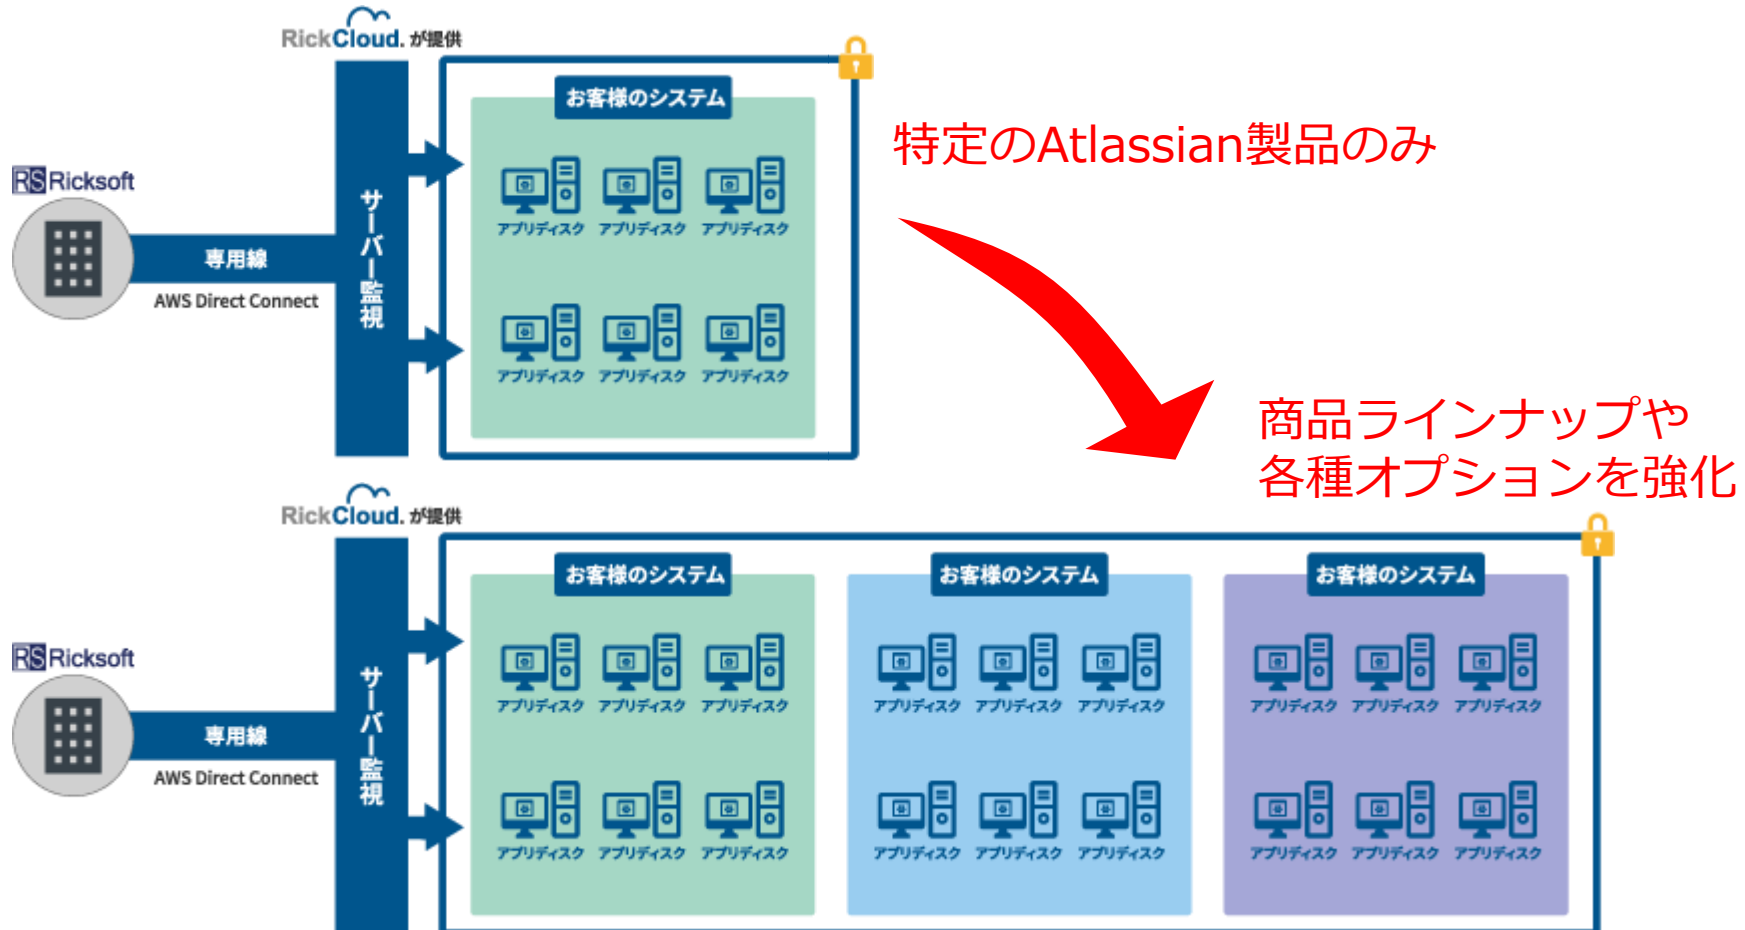 RickCloud. が提供
お客様のシステム
特定のAtlassian製品のみ
RS Ricksoft
アプリディスク アプリディスク アプリディスク
サーバー監視
専用線
AWS Direct Connect
アプリディスク アプリディスク アプリディスク
商品ラインナップや
各種オプションを強化
RickCloud. が提供
お客様のシステム お客様のシステム お客様のシステム
RS Ricksoft
アプリディスク アプリディスク アプリディスク アプリディスク アプリディスク アプリディスク アプリディスク アプリディスク アプリディスク
サーバー監視
専用線
AWS Direct Connect
アプリディスク アプリディスク アプリディスク アプリディスク アプリディスク アプリディスク アプリディスク アプリディスク アプリディスク